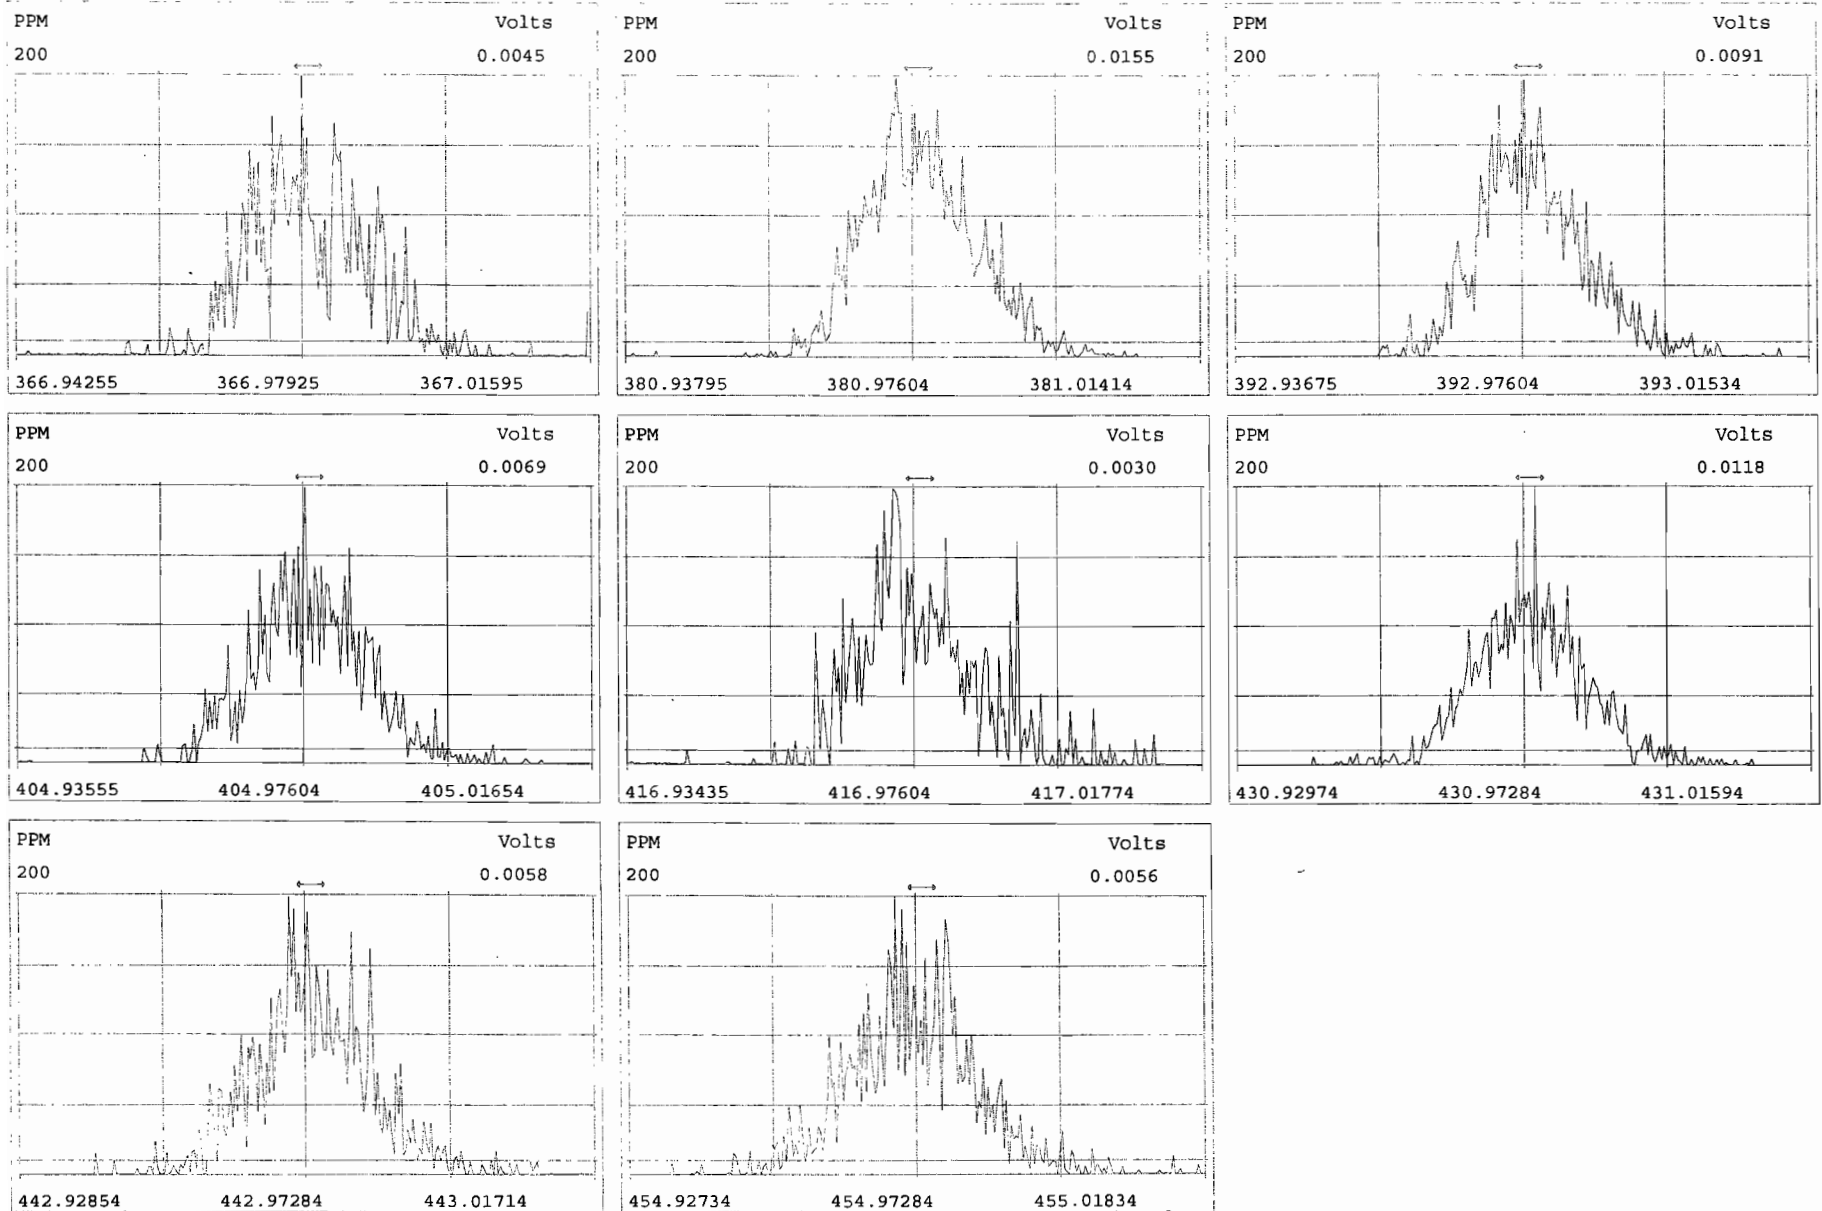 PPM Volts
200 0.0045
366.94255 366.97925 367.01595
PPM Volts
200 0.0155
380.93795 380.97604 381.01414
PPM Volts
200 0.0091
392.93675 392.97604 393.01534
PPM Volts
200 0.0069
404.93555 404.97604 405.01654
PPM Volts
200 0.0030
416.93435 416.97604 417.01774
PPM Volts
200 0.0118
430.92974 430.97284 431.01594
PPM Volts
200 0.0058
442.92854 442.97284 443.01714
PPM Volts
200 0.0056
454.92734 454.97284 455.01834